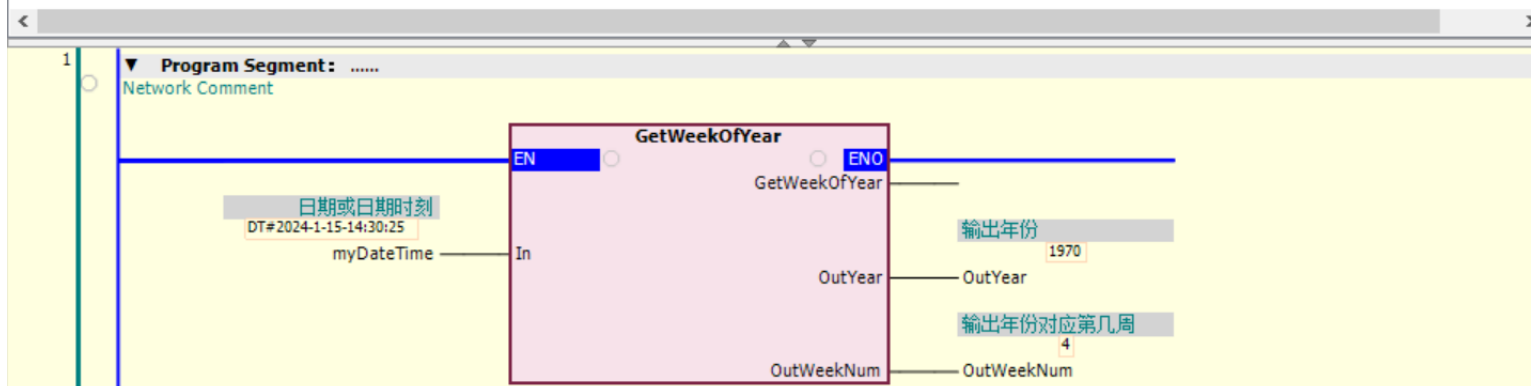 1
▼ Program Segment: ......
Network Comment
GetWeekOfYear
EN ENO
GetWeekOfYear
日期或日期时刻
DT#2024-1-15-14:30:25
myDateTime In
输出年份
1970
OutYear OutYear
输出年份对应第几周
4
OutWeekNum OutWeekNum